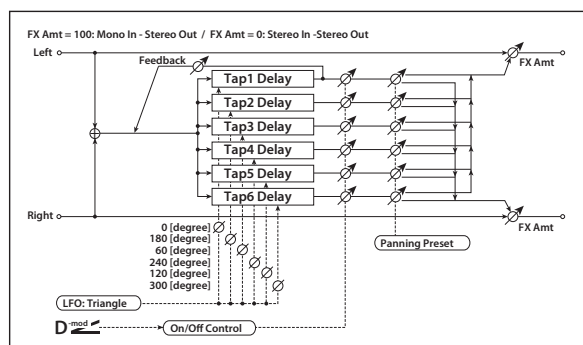 FX Amt = 100: Mono In - Stereo Out / FX Amt = 0: Stereo In -Stereo Out
Left
Feedback
FX Amt
Tap1 Delay
Tap2 Delay
Tap3 Delay
Tap4 Delay
Tap5 Delay
Tap6 Delay
Right
FX Amt
0 [degree]
180 [degree]
60 [degree]
240 [degree]
120 [degree]
300 [degree]
Panning Preset
LFO: Triangle
D-mod
On/Off Control